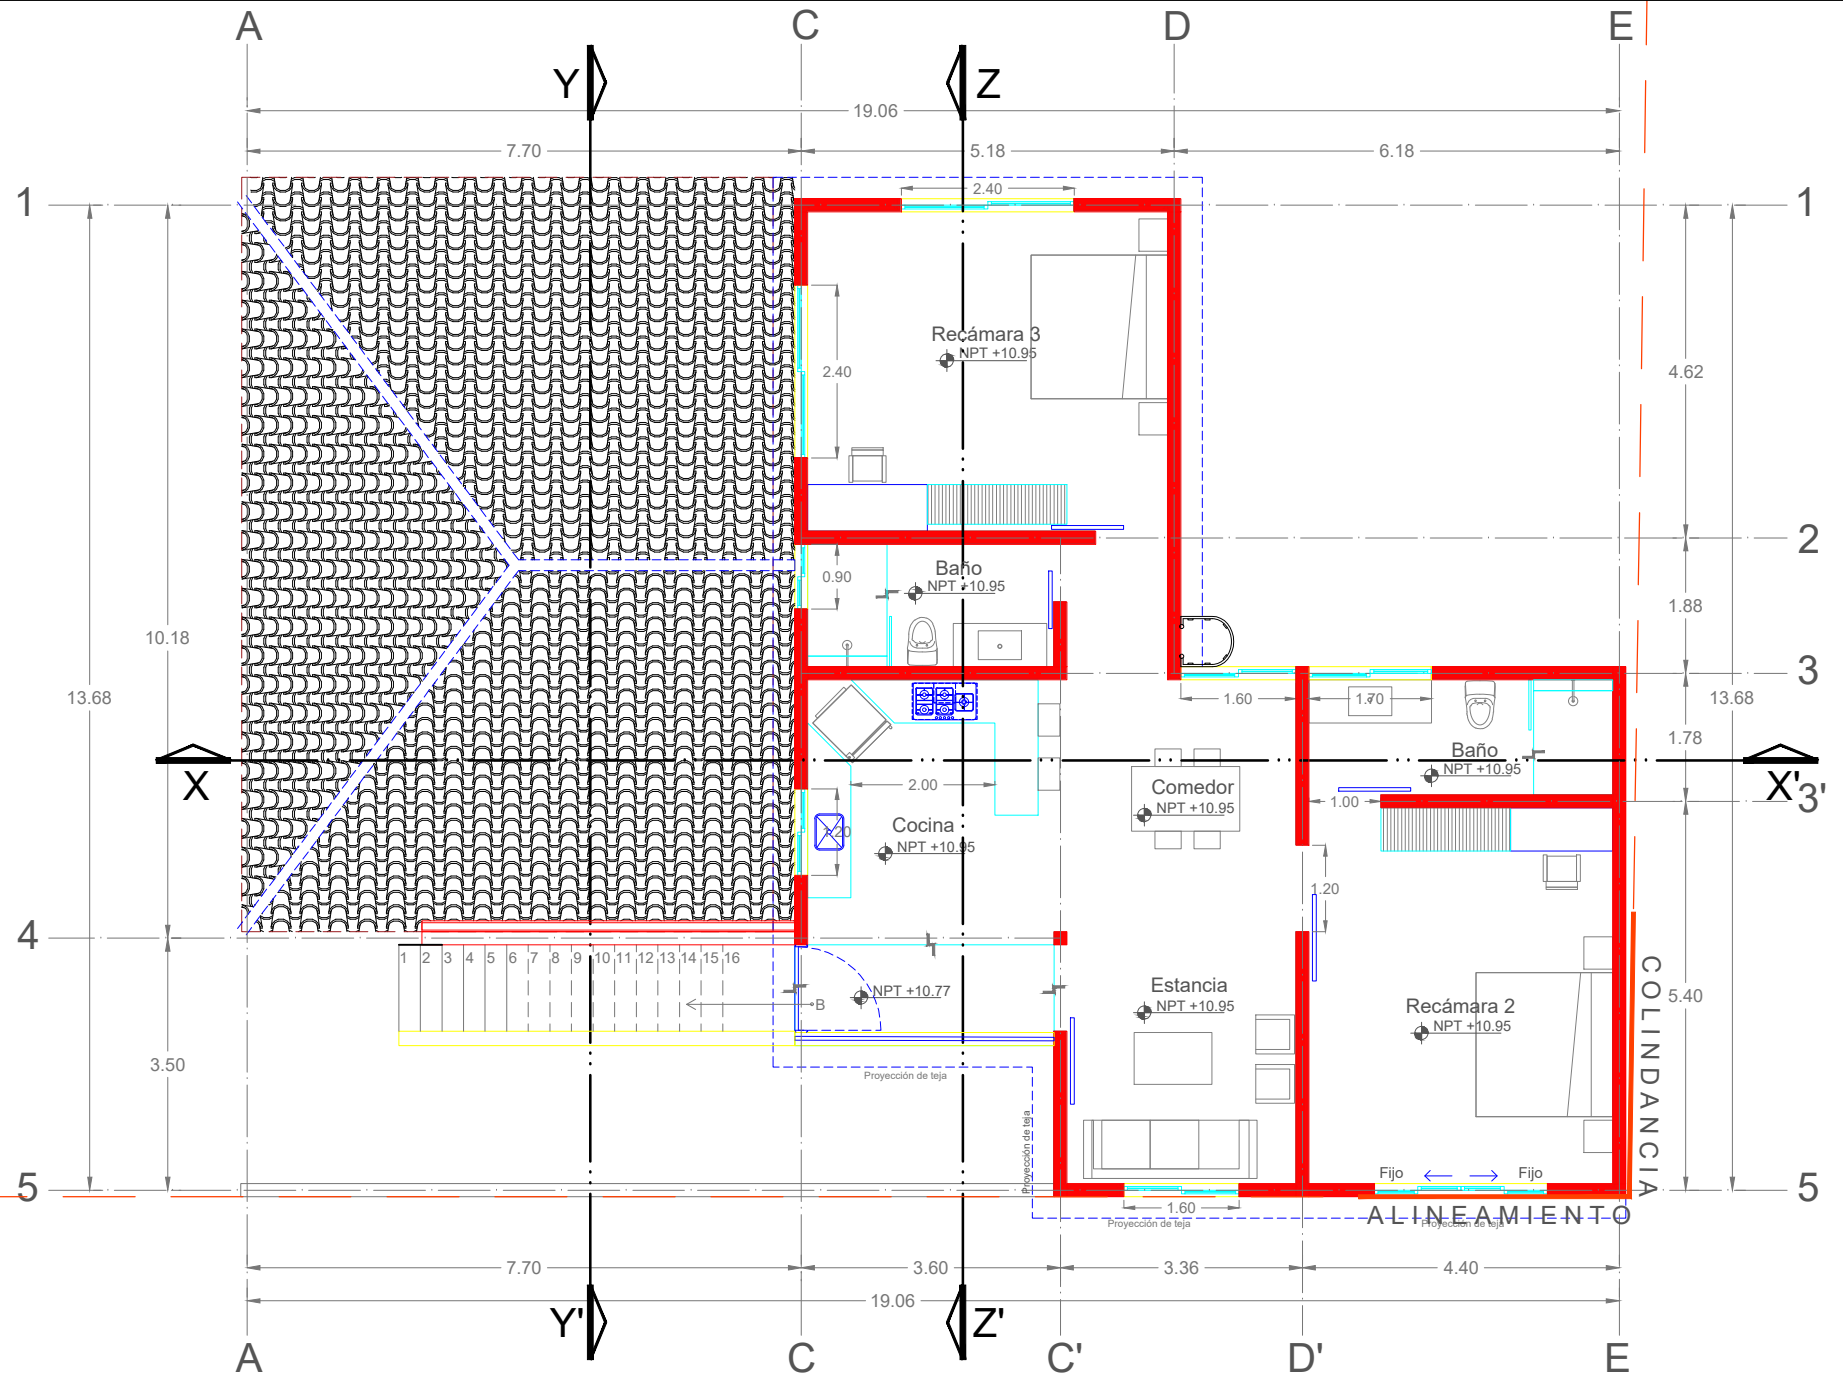 A C D E
Y Z
19.06
7.70 5.18 6.18
1 2.40 1
Recámara 3
NPT +10.95
2.40 4.62
2
Baño
0.90 NPT +10.95
1.88
10.18
3
13.68 1.60 1.70 13.68
1.78
Baño
NPT +10.95
X 2.00 Comedor X'
1.00 3'
NPT +10.95
Cocina
1.20
NPT +10.95
1.20
4
1 2 3 4 5 6 7 8 9 10 11 12 13 14 15 16
NPT +10.77
B
Estancia
NPT +10.95
Recámara 2
NPT +10.95
5.40
COLINDANCIA
3.50
Proyección de teja
Proyección de teja
Fijo Fijo
5 5
1.60
ALINEAMIENTO
Proyección de teja
Proyección de teja
7.70 3.60 3.36 4.40
19.06
Y' Z'
A C C' D' E